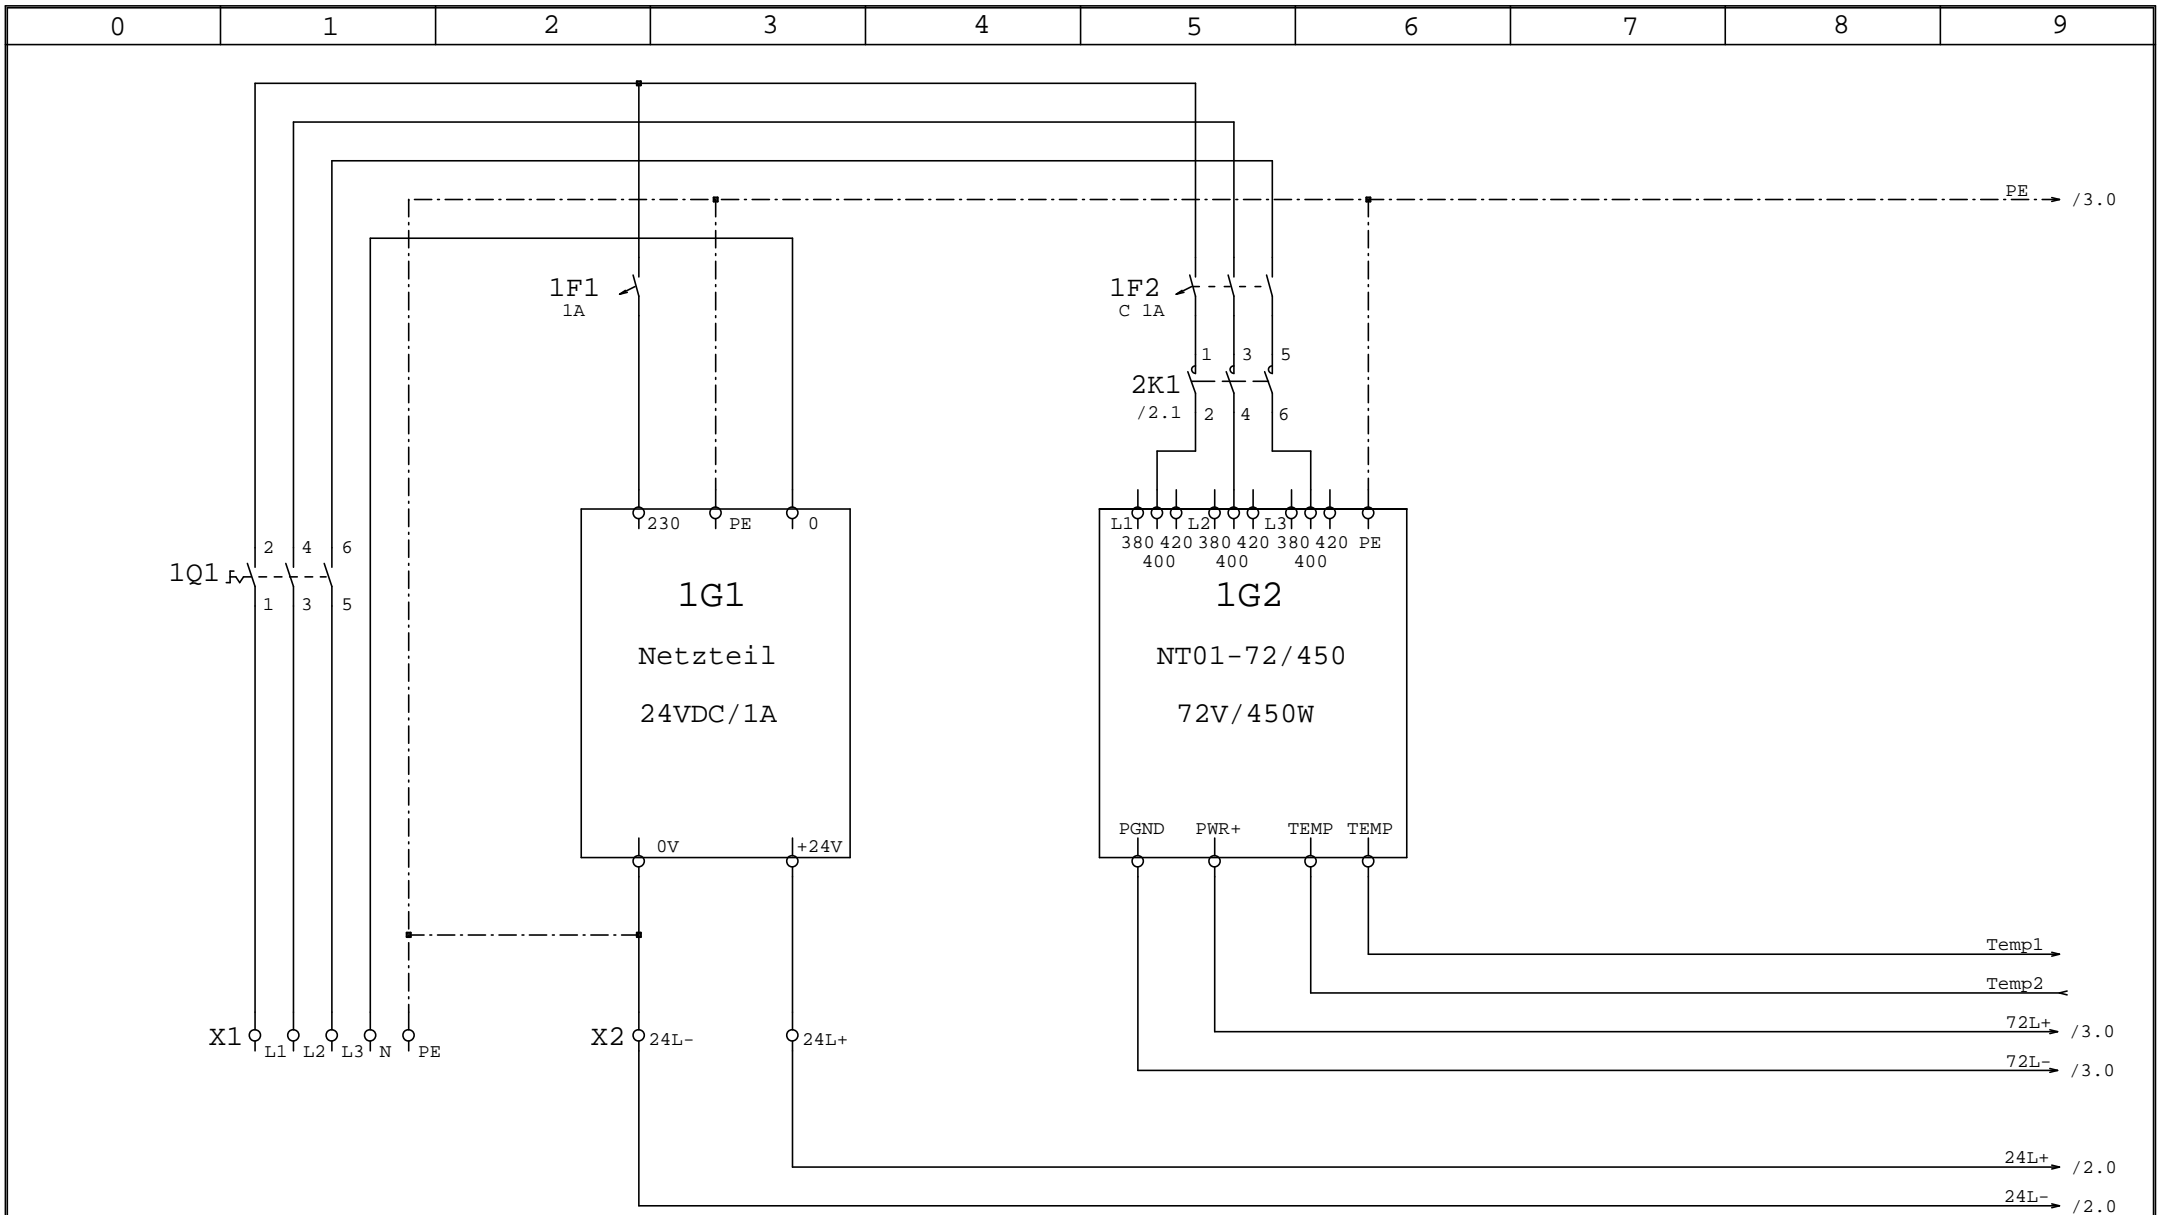 0 1 2 3 4 5 6 7 8 9
PE /3.0
1F1
1A
1F2
C 1A
1 3 5
2K1
/2.1 2 4 6
230 PE 0
L1 L2 L3
380 420 380 420 380 420 PE
400 400 400
2 4 6
1Q1
1 3 5
1G1
Netzteil
24VDC/1A
0V +24V
1G2
NT01-72/450
72V/450W
PGND PWR+ TEMP TEMP
Temp1
Temp2
72L+ /3.0
72L- /3.0
X1 L1 L2 L3 N PE
X2 24L- 24L+
24L+ /2.0
24L- /2.0